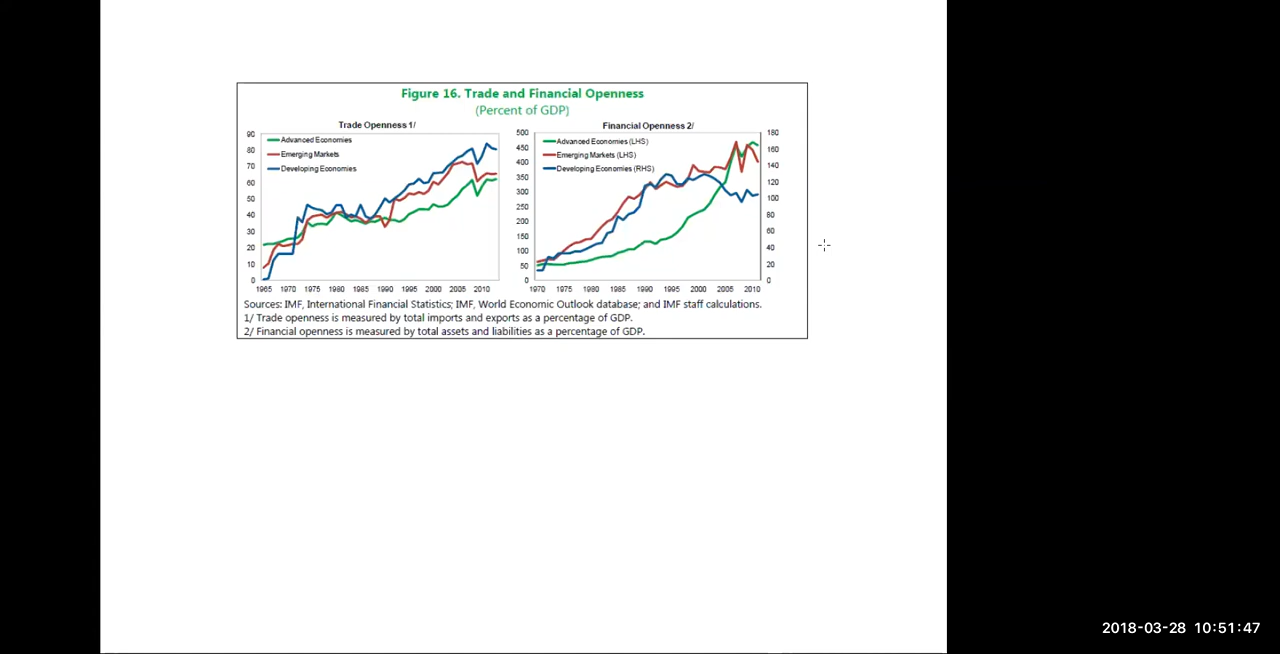 Figure 16. Trade and Financial Openness
(Percent of GDP)
Trade Openness 1/
90
80
70
60
50
40
30
20
10
0
Advanced Economies
Emerging Markets
Developing Economies
1965 1970 1975 1980 1985 1990 1995 2000 2005 2010
Financial Openness 2/
500
450
400
350
300
250
200
150
100
50
0
Advanced Economies (LHS)
Emerging Markets (LHS)
Developing Economies (RHS)
180
160
140
120
100
80
60
40
20
0
1970 1975 1980 1985 1990 1995 2000 2005 2010
Sources: IMF, International Financial Statistics; IMF, World Economic Outlook database; and IMF staff calculations.
1/ Trade openness is measured by total imports and exports as a percentage of GDP.
2/ Financial openness is measured by total assets and liabilities as a percentage of GDP.
2018-03-28 10:51:47